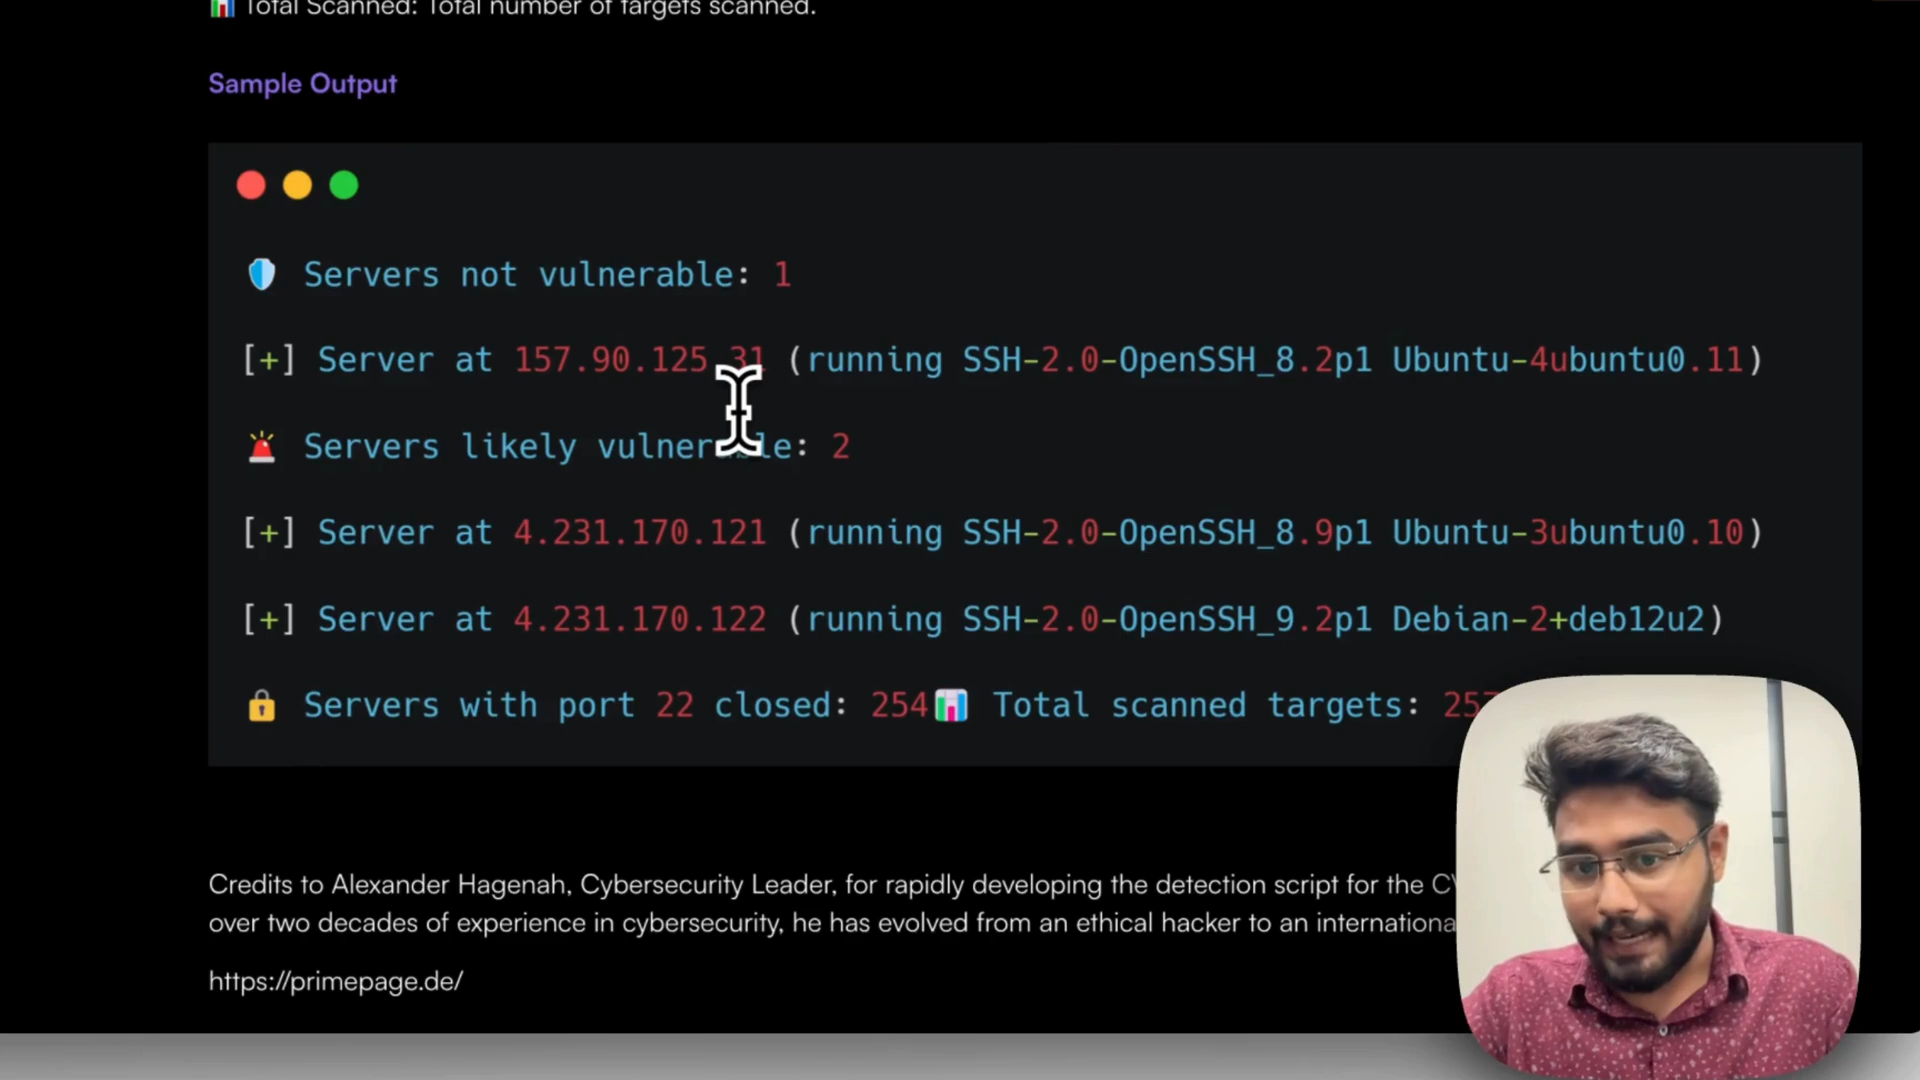 Total Scanned: Total number of targets scanned.
Sample Output
Servers not vulnerable: 1
[+] Server at 157.90.125.31 (running SSH-2.0-OpenSSH_8.2p1 Ubuntu-4ubuntu0.11)
Servers likely vulnerable: 2
[+] Server at 4.231.170.121 (running SSH-2.0-OpenSSH_8.9p1 Ubuntu-3ubuntu0.10)
[+] Server at 4.231.170.122 (running SSH-2.0-OpenSSH_9.2p1 Debian-2+deb12u2)
Servers with port 22 closed: 254 Total scanned targets:
Credits to Alexander Hagenah, Cybersecurity Leader, for rapidly developing the detection script for the
over two decades of experience in cybersecurity, he has evolved from an ethical hacker to an
https://primepage.de/